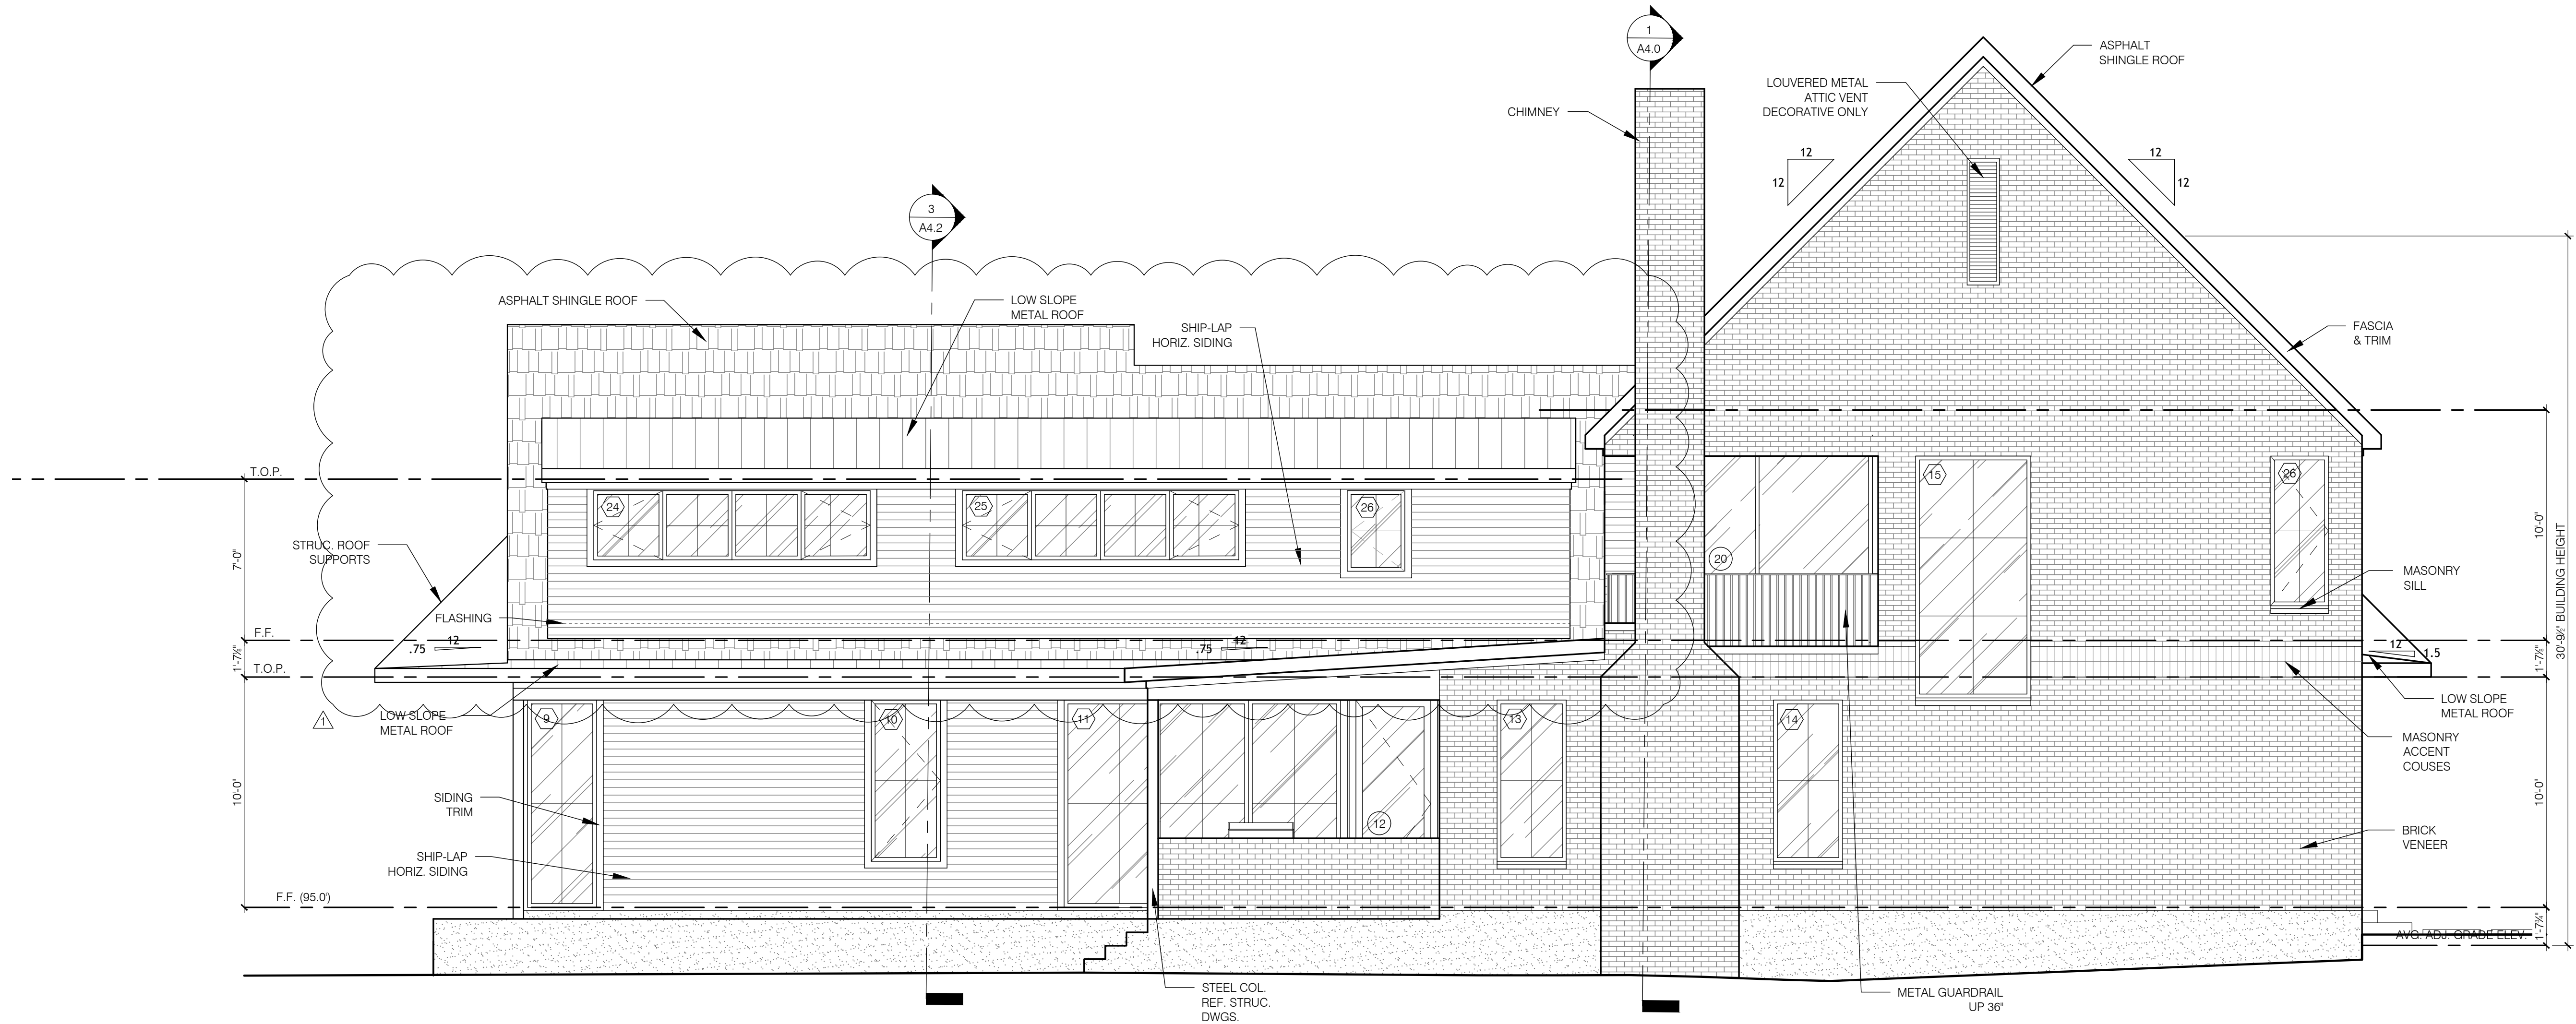 1
A4.0
ASPHALT
SHINGLE ROOF
LOUVERED METAL
ATTIC VENT
DECORATIVE ONLY
CHIMNEY
12
12
12
12
3
A4.2
ASPHALT SHINGLE ROOF
LOW SLOPE
METAL ROOF
SHIP-LAP
HORIZ. SIDING
FASCIA
& TRIM
T.O.P.
24
25
26
20
15
26
10'-0"
30'-9½" BUILDING HEIGHT
STRUC. ROOF
SUPPORTS
7'-0"
MASONRY
SILL
FLASHING
F.F.
12
.75
12
.75
12
1.5
1'-7⅞"
1'-7⅞"
T.O.P.
LOW SLOPE
METAL ROOF
1
LOW SLOPE
METAL ROOF
9
10
11
13
14
MASONRY
ACCENT
COUSES
10'-0"
10'-0"
SIDING
TRIM
12
BRICK
VENEER
SHIP-LAP
HORIZ. SIDING
F.F. (95.0')
1'-7¾"
AVG. ADJ. GRADE ELEV.
STEEL COL.
REF. STRUC.
DWGS.
METAL GUARDRAIL
UP 36"